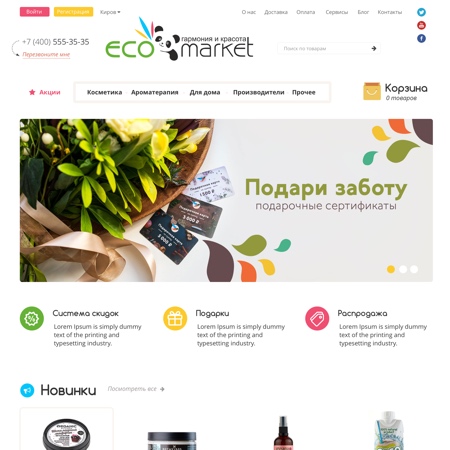 Войти
Регистрация
Киров
О нас
Доставка
Оплата
Сервисы
Блог
Контакты
+7 (400) 555-35-35
Перезвоните мне
гармония и красота
eco market
Поиск по товарам
Акции
Косметика
Ароматерапия
Для дома
Производители
Прочее
Корзина
0 товаров
Подари заботу
подарочные сертификаты
Система скидок
Lorem Ipsum is simply dummy
text of the printing and
typesetting industry.
Подарки
Lorem Ipsum is simply dummy
text of the printing and
typesetting industry.
Распродажа
Lorem Ipsum is simply dummy
text of the printing and
typesetting industry.
Новинки
Посмотреть все